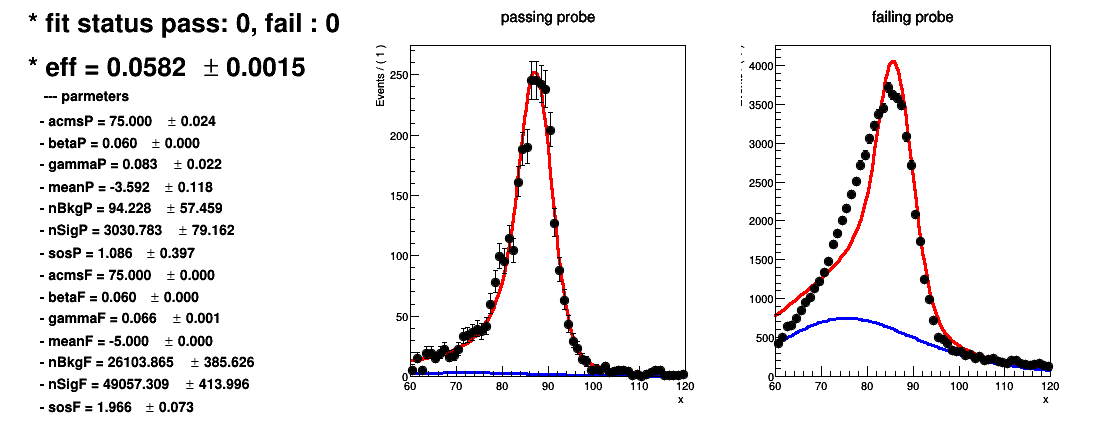 * fit status pass: 0, fail : 0
* eff = 0.0582 ± 0.0015
--- parmeters
- acmsP = 75.000 ± 0.024
- betaP = 0.060 ± 0.000
- gammaP = 0.083 ± 0.022
- meanP = -3.592 ± 0.118
- nBkgP = 94.228 ± 57.459
- nSigP = 3030.783 ± 79.162
- sosP = 1.086 ± 0.397
- acmsF = 75.000 ± 0.000
- betaF = 0.060 ± 0.000
- gammaF = 0.066 ± 0.001
- meanF = -5.000 ± 0.000
- nBkgF = 26103.865 ± 385.626
- nSigF = 49057.309 ± 413.996
- sosF = 1.966 ± 0.073
passing probe
Events / ( 1 )
250
200
150
100
50
0
60 70 80 90 100 110 120
x
failing probe
4000
3500
3000
2500
2000
1500
1000
500
0
60 70 80 90 100 110 120
x